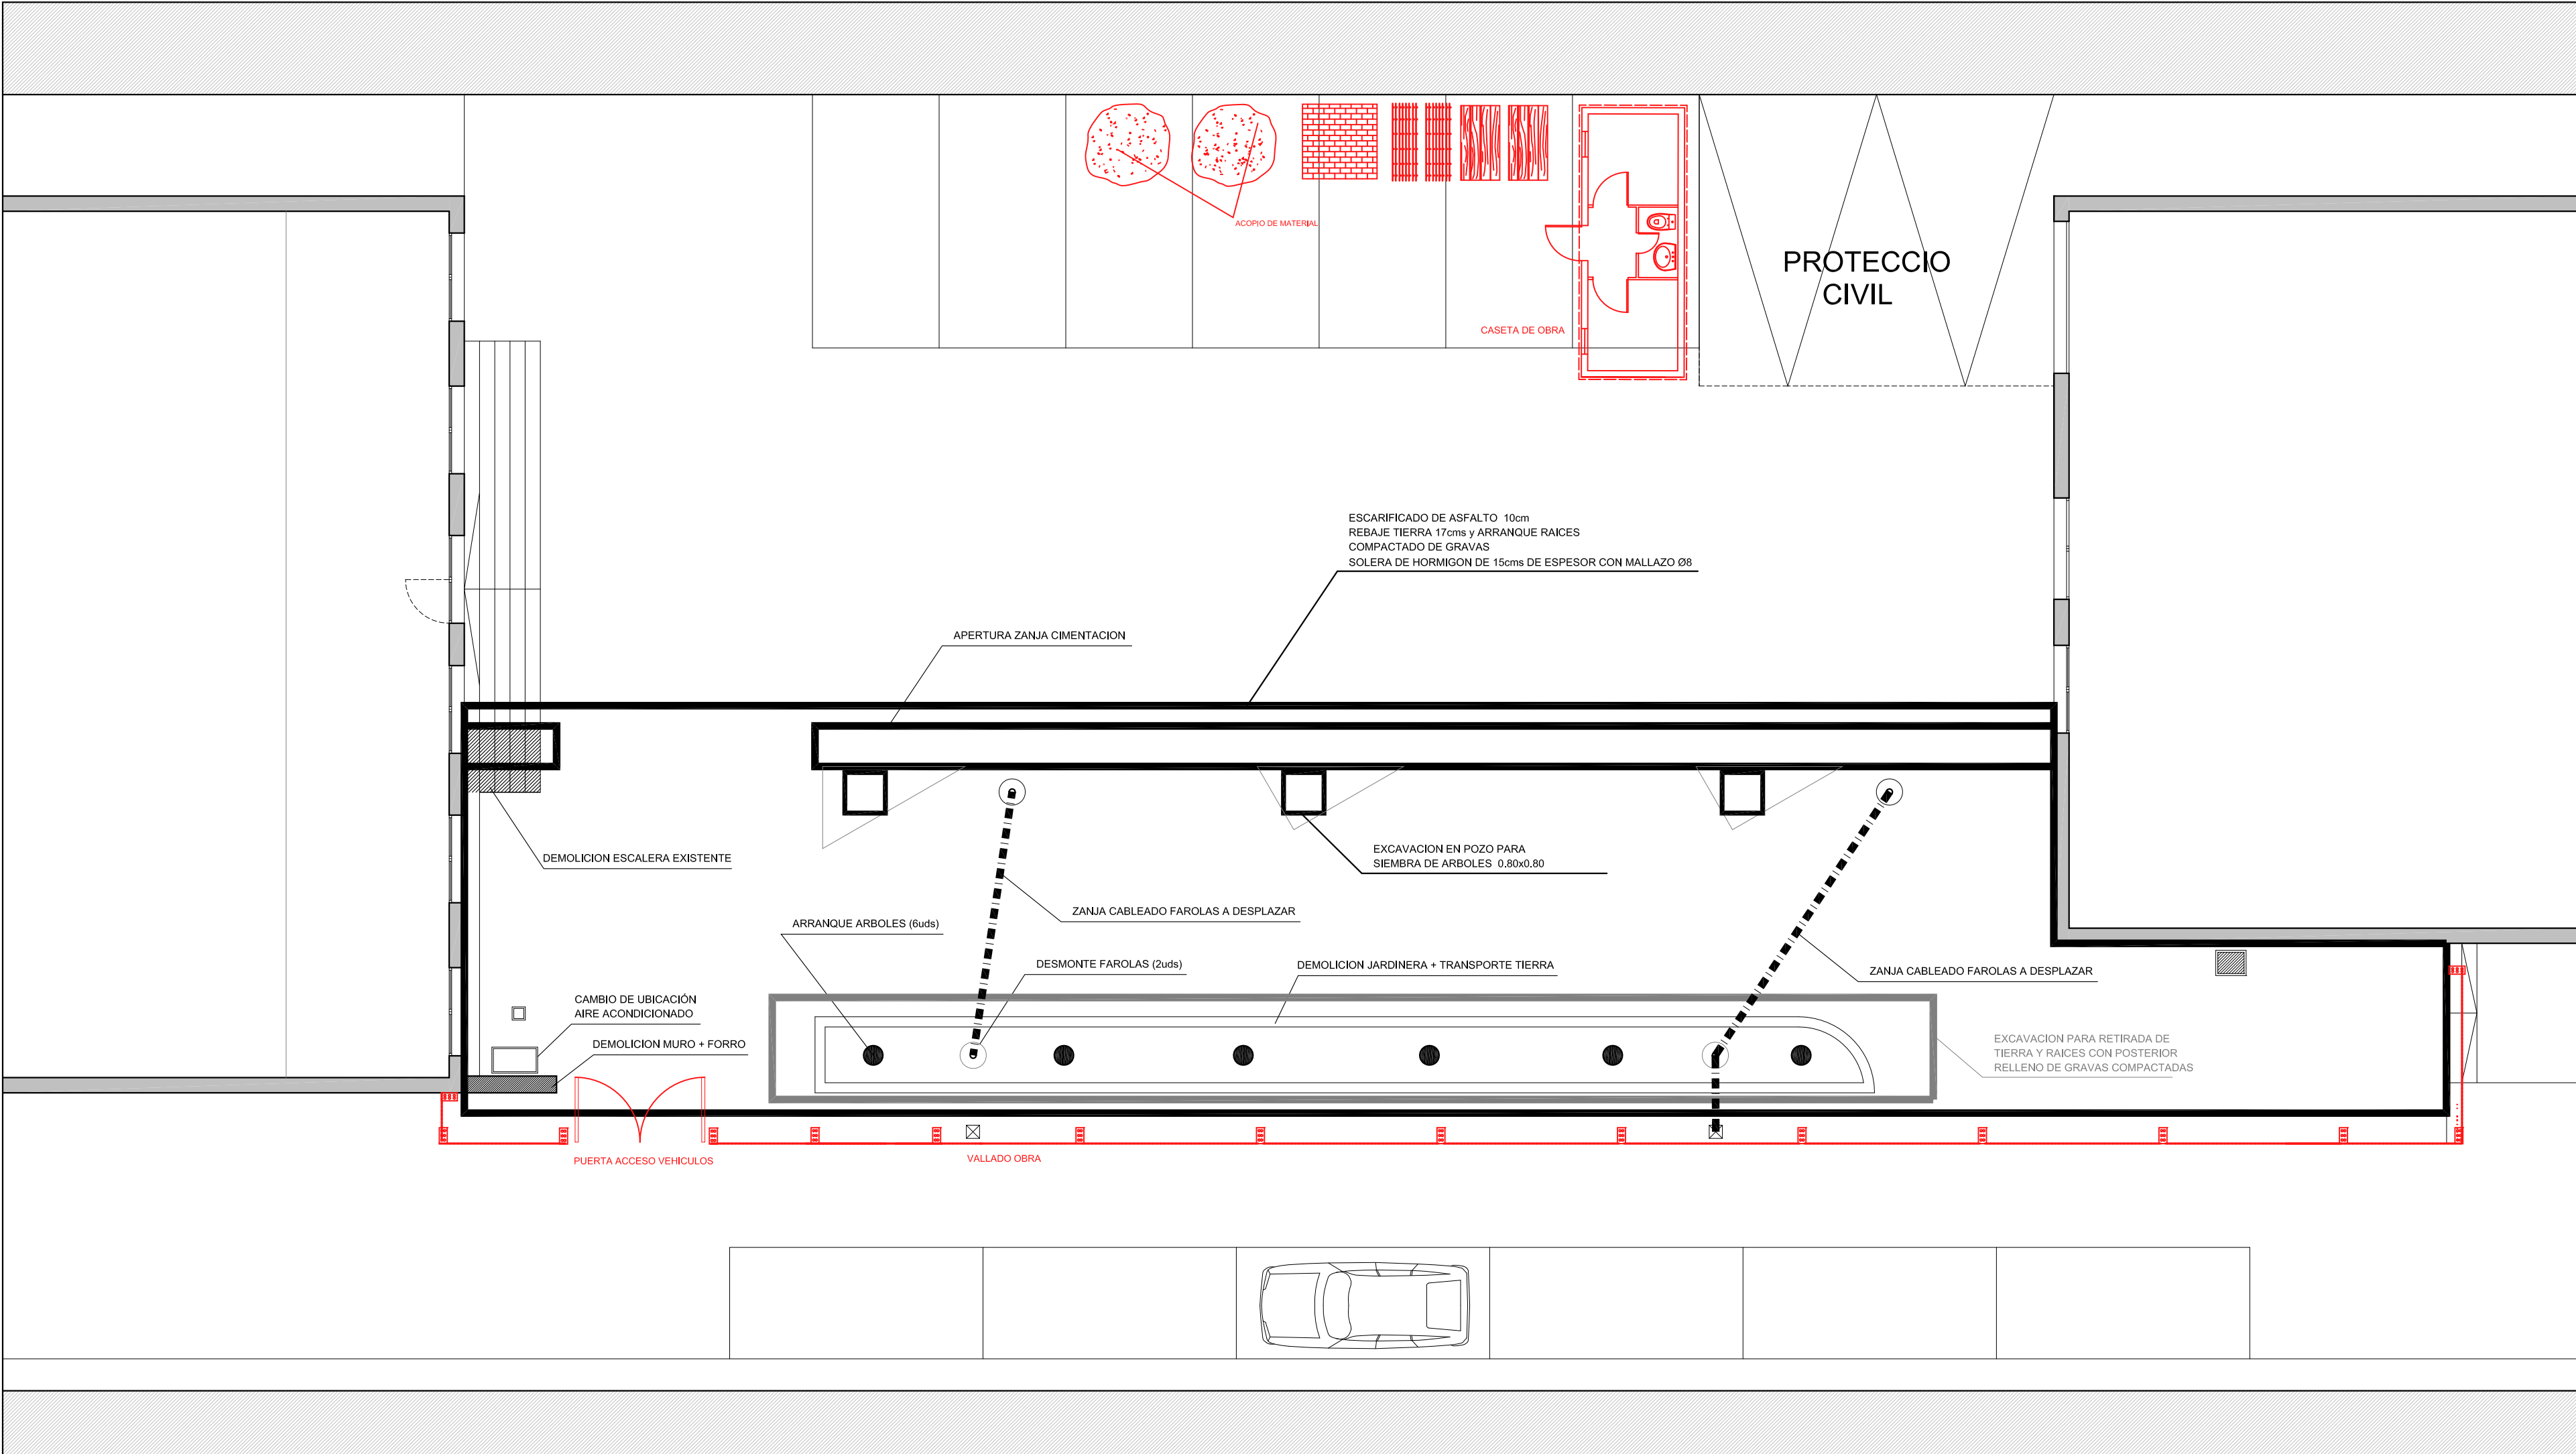 ACOPIO DE MATERIAL
PROTECCIO
CIVIL
CASETA DE OBRA
ESCARIFICADO DE ASFALTO 10cm
REBAJE TIERRA 17cms y ARRANQUE RAICES
COMPACTADO DE GRAVAS
SOLERA DE HORMIGON DE 15cms DE ESPESOR CON MALLAZO Ø8
APERTURA ZANJA CIMENTACION
DEMOLICION ESCALERA EXISTENTE
EXCAVACION EN POZO PARA
SIEMBRA DE ARBOLES 0.80x0.80
ZANJA CABLEADO FAROLAS A DESPLAZAR
ARRANQUE ARBOLES (6uds)
DESMONTE FAROLAS (2uds)
DEMOLICION JARDINERA + TRANSPORTE TIERRA
ZANJA CABLEADO FAROLAS A DESPLAZAR
CAMBIO DE UBICACIÓN
AIRE ACONDICIONADO
DEMOLICION MURO + FORRO
EXCAVACION PARA RETIRADA DE
TIERRA Y RAICES CON POSTERIOR
RELLENO DE GRAVAS COMPACTADAS
PUERTA ACCESO VEHICULOS
VALLADO OBRA